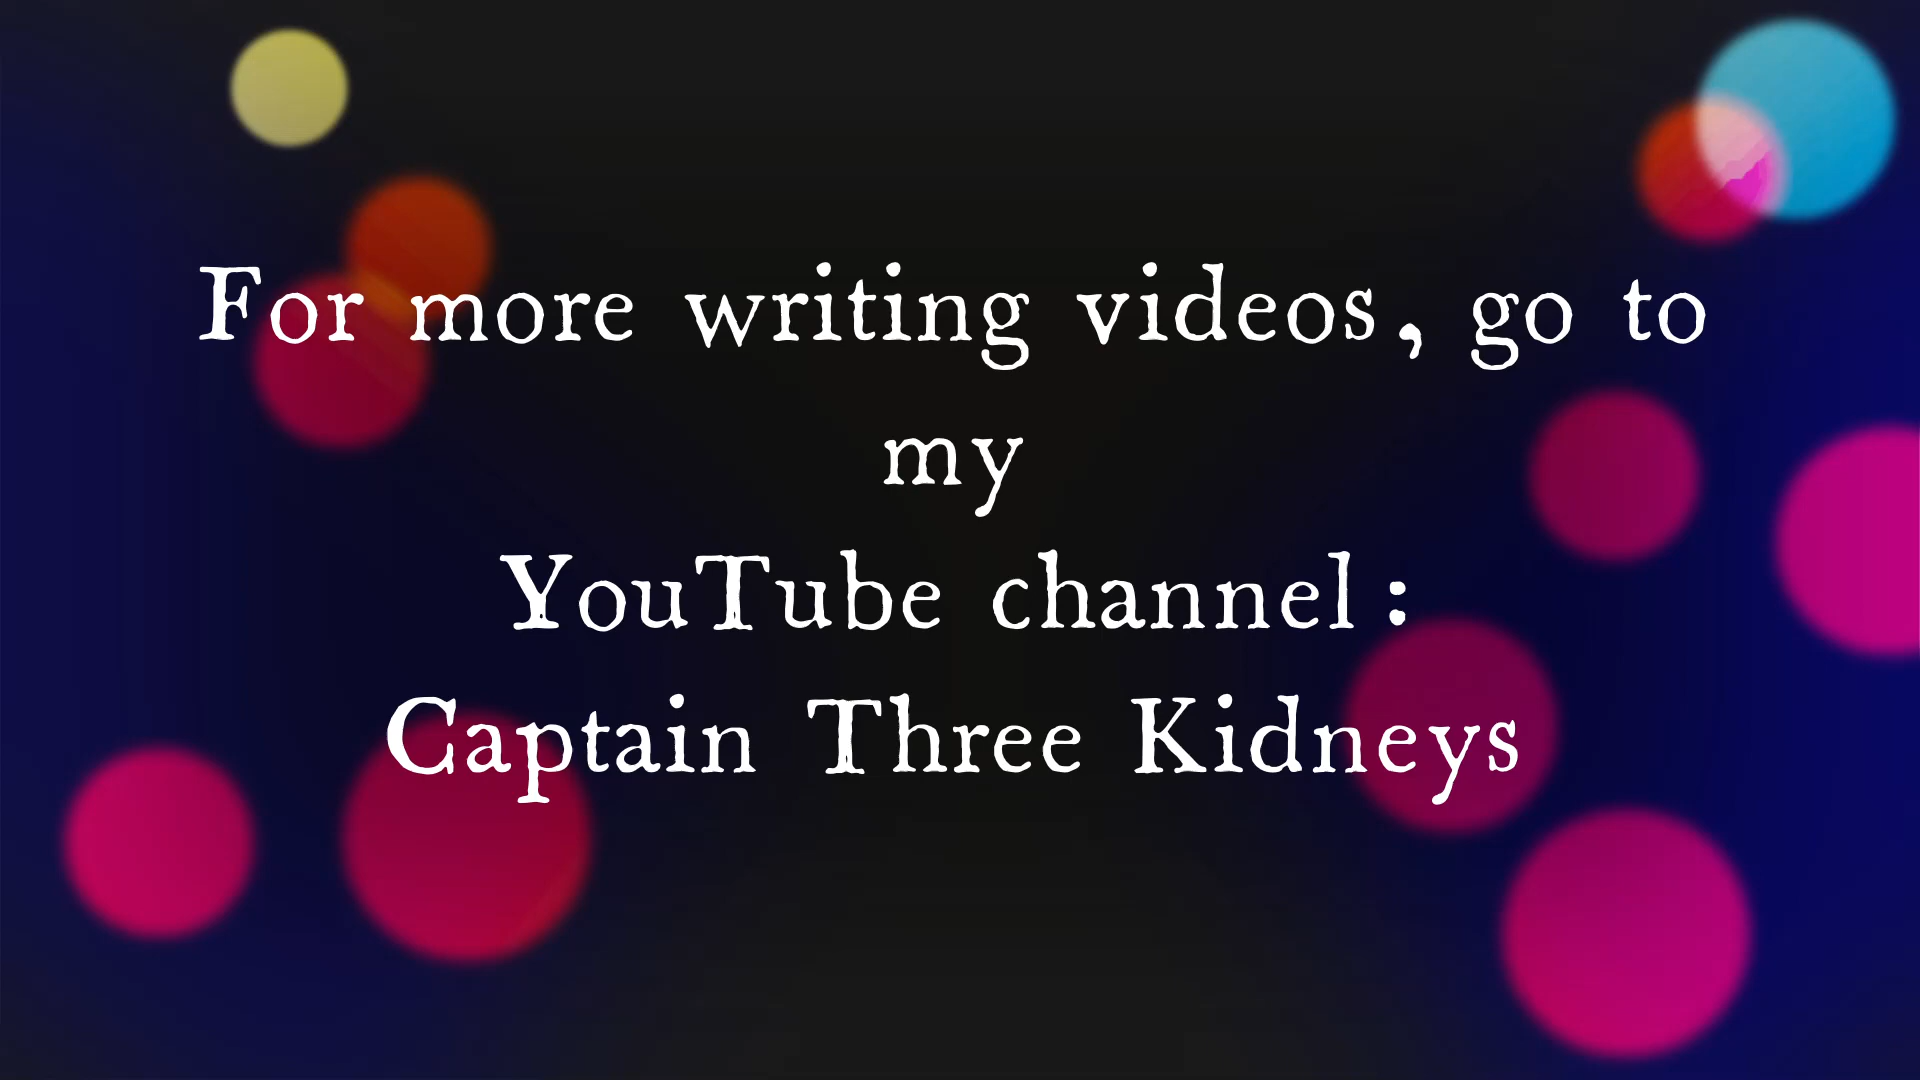 For more writing videos, go to
my
YouTube channel:
Captain Three Kidneys